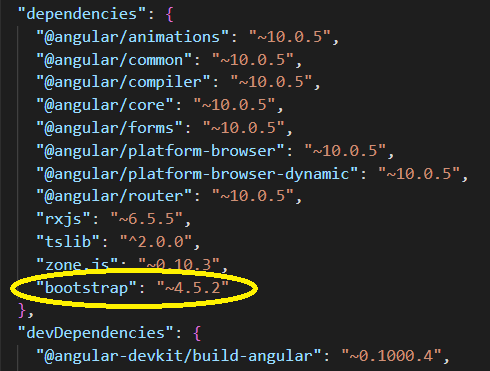 "dependencies": {
"@angular/animations": "~10.0.5",
"@angular/common": "~10.0.5",
"@angular/compiler": "~10.0.5",
"@angular/core": "~10.0.5",
"@angular/forms": "~10.0.5",
"@angular/platform-browser": "~10.0.5",
"@angular/platform-browser-dynamic": "~10.0.5",
"@angular/router": "~10.0.5",
"rxjs": "~6.5.5",
"tslib": "^2.0.0",
"zone.js": "~0.10.3",
"bootstrap": "~4.5.2"
},
"devDependencies": {
"@angular-devkit/build-angular": "~0.1000.4",